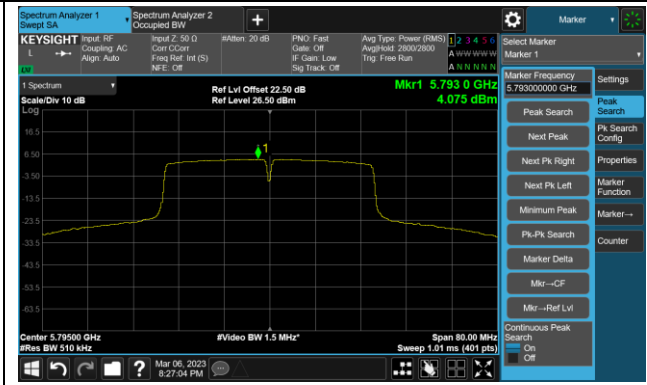 Spectrum Analyzer 1
Swept SA
Spectrum Analyzer 2
Occupied BW
+
Marker
KEYSIGHT
L
Input: RF
Coupling: AC
Align: Auto
Input Z: 50 Ω
Corr CCorr
Freq Ref: Int (S)
NFE: Off
#Atten: 20 dB
PNO: Fast
Gate: Off
IF Gain: Low
Sig Track: Off
Avg Type: Power (RMS)
Avg|Hold: 2800/2800
Trig: Free Run
1 2 3 4 5 6
A W W W W W
A N N N N N
Select Marker
Marker 1
1 Spectrum
Scale/Div 10 dB
Log
Ref Lvl Offset 22.50 dB
Ref Level 26.50 dBm
Mkr1 5.793 0 GHz
4.075 dBm
16.5
6.50
-3.50
-13.5
-23.5
-33.5
-43.5
-53.5
-63.5
1
Center 5.79500 GHz
#Res BW 510 kHz
#Video BW 1.5 MHz*
Span 80.00 MHz
Sweep 1.01 ms (401 pts)
Marker Frequency
5.793000000 GHz
Peak Search
Next Peak
Next Pk Right
Next Pk Left
Minimum Peak
Pk-Pk Search
Marker Delta
Mkr→CF
Mkr→Ref Lvl
Continuous Peak
Search
On
Off
Settings
Peak
Search
Pk Search
Config
Properties
Marker
Function
Marker→
Counter
?
Mar 06, 2023
8:27:04 PM